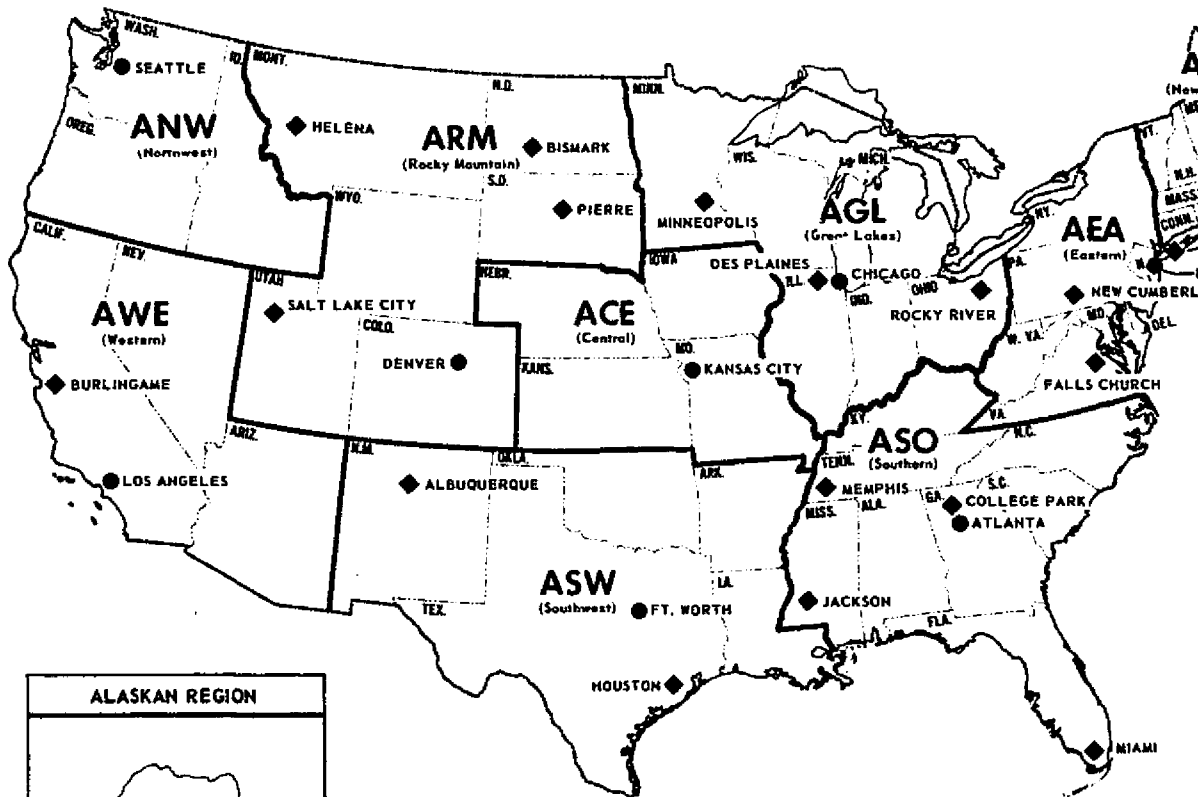 WASH.
SEATTLE
ID.
MONT.
N.D.
MINN.
OREG.
ANW
(Northwest)
HELENA
ARM
(Rocky Mountain)
BISMARK
S.D.
WIS.
MICH.
VT.
N.H.
MASS.
CONN.
WYO.
PIERRE
MINNEOPOLIS
AGL
(Great Lakes)
N.Y.
AEA
(Eastern)
CALIF.
NEV.
UTAH
NEBR.
IOWA
DES PLAINES
ILL
CHICAGO
IND.
OHIO
PA.
SALT LAKE CITY
ROCKY RIVER
NEW CUMBERL
MD.
DEL.
AWE
(Western)
COLO.
ACE
(Central)
W. VA.
DENVER
KANS.
MO.
KANSAS CITY
FALLS CHURCH
BURLINGAME
KY.
VA.
N.C.
ARIZ.
N.M.
OKLA.
ARK.
TENN.
ASO
(Southern)
LOS ANGELES
ALBUQUERQUE
MEMPHIS
MISS.
ALA.
GA.
S.C.
COLLEGE PARK
ATLANTA
ASW
(Southwest)
TEX.
FT. WORTH
LA.
JACKSON
FLA.
HOUSTON
MIAMI
ALASKAN REGION